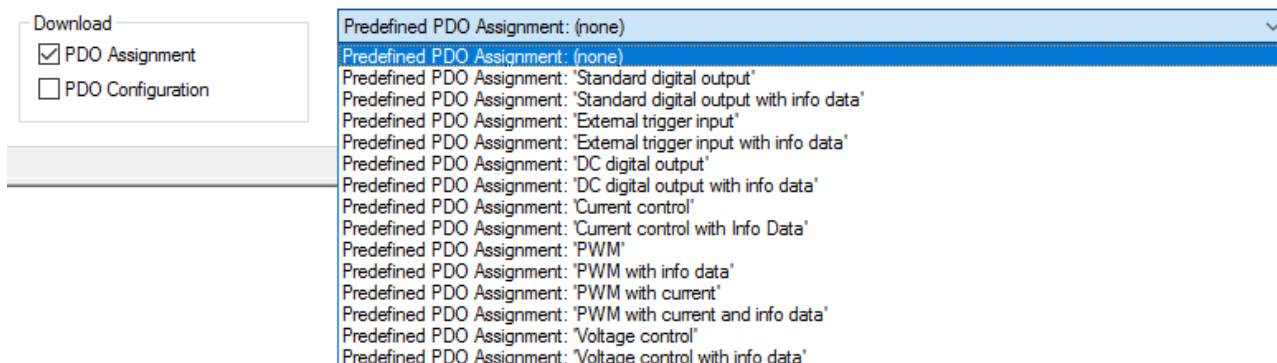 Download
PDO Assignment
PDO Configuration
Predefined PDO Assignment: (none)
Predefined PDO Assignment: (none)
Predefined PDO Assignment: 'Standard digital output'
Predefined PDO Assignment: 'Standard digital output with info data'
Predefined PDO Assignment: 'External trigger input'
Predefined PDO Assignment: 'External trigger input with info data'
Predefined PDO Assignment: 'DC digital output'
Predefined PDO Assignment: 'DC digital output with info data'
Predefined PDO Assignment: 'Current control'
Predefined PDO Assignment: 'Current control with Info Data'
Predefined PDO Assignment: 'PWM'
Predefined PDO Assignment: 'PWM with info data'
Predefined PDO Assignment: 'PWM with current'
Predefined PDO Assignment: 'PWM with current and info data'
Predefined PDO Assignment: 'Voltage control'
Predefined PDO Assignment: 'Voltage control with info data'